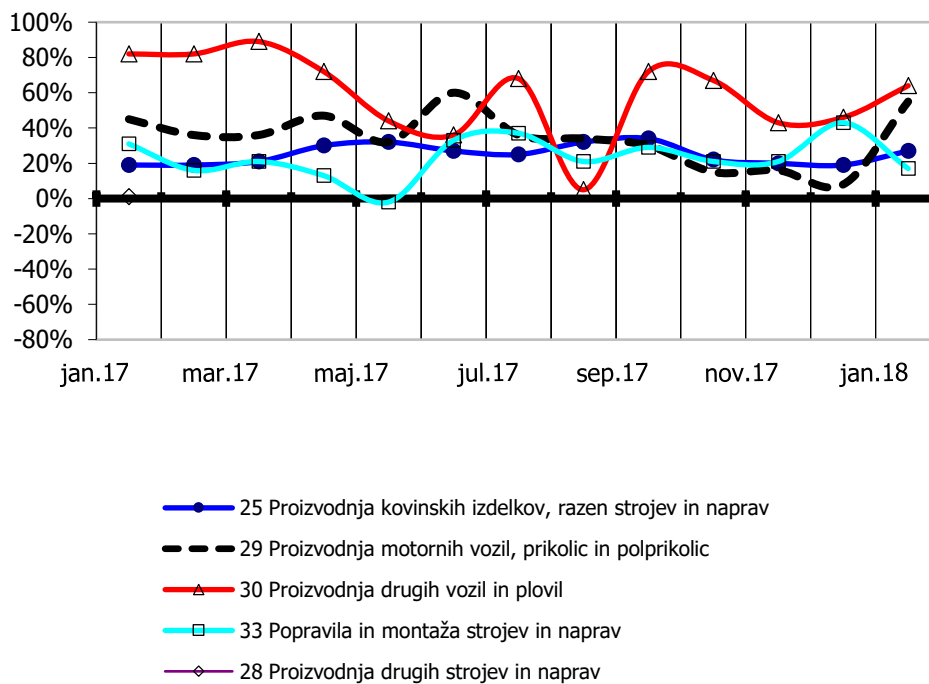 100%
80%
60%
40%
20%
0%
-20%
-40%
-60%
-80%
jan.17 mar.17 maj.17 jul.17 sep.17 nov.17 jan.18
25 Proizvodnja kovinskih izdelkov, razen strojev in naprav
29 Proizvodnja motornih vozil, prikolic in polprikolic
30 Proizvodnja drugih vozil in plovil
33 Popravila in montaža strojev in naprav
28 Proizvodnja drugih strojev in naprav